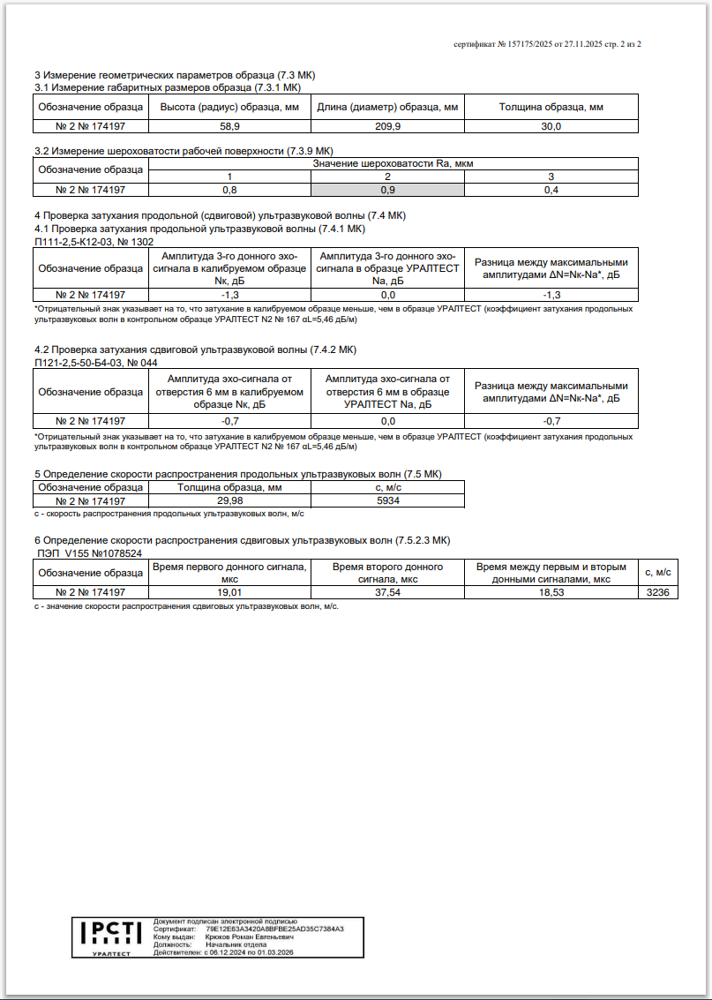 сертификат № 157175/2025 от 27.11.2025 стр. 2 из 2
3 Измерение геометрических параметров образца (7.3 МК)
3.1 Измерение габаритных размеров образца (7.3.1 МК)
Обозначение образца Высота (радиус) образца, мм Длина (диаметр) образца, мм Толщина образца, мм
№ 2 № 174197 58,9 209,9 30,0
3.2 Измерение шероховатости рабочей поверхности (7.3.9 МК)
Обозначение образца Значение шероховатости Ra, мкм
1 2 3
№ 2 № 174197 0,8 0,9 0,4
4 Проверка затухания продольной (сдвиговой) ультразвуковой волны (7.4 МК)
4.1 Проверка затухания продольной ультразвуковой волны (7.4.1 МК)
П111-2,5-К12-03, № 1302
Обозначение образца
Амплитуда 3-го донного эхо-
сигнала в калибруемом образце
Nк, дБ
Амплитуда 3-го донного эхо-
сигнала в образце УРАЛТЕСТ
Na, дБ
Разница между максимальными
амплитудами ΔN=Nк-Na*, дБ
№ 2 № 174197 -1,3 0,0 -1,3
*Отрицательный знак указывает на то, что затухание в калибруемом образце меньше, чем в образце УРАЛТЕСТ (коэффициент затухания продольных
ультразвуковых волн в контрольном образце УРАЛТЕСТ N2 № 167 αL=5,46 дБ/м)
4.2 Проверка затухания сдвиговой ультразвуковой волны (7.4.2 МК)
П121-2,5-50-Б4-03, № 044
Обозначение образца
Амплитуда эхо-сигнала от
отверстия 6 мм в калибруемом
образце Nк, дБ
Амплитуда эхо-сигнала от
отверстия 6 мм в образце
УРАЛТЕСТ Na, дБ
Разница между максимальными
амплитудами ΔN=Nк-Na*, дБ
№ 2 № 174197 -0,7 0,0 -0,7
*Отрицательный знак указывает на то, что затухание в калибруемом образце меньше, чем в образце УРАЛТЕСТ (коэффициент затухания продольных
ультразвуковых волн в контрольном образце УРАЛТЕСТ N2 № 167 αL=5,46 дБ/м)
5 Определение скорости распространения продольных ультразвуковых волн (7.5 МК)
Обозначение образца Толщина образца, мм с, м/с
№ 2 № 174197 29,98 5934
с - скорость распространения продольных ультразвуковых волн, м/с
6 Определение скорости распространения сдвиговых ультразвуковых волн (7.5.2.3 МК)
ПЭП V155 №1078524
Обозначение образца
Время первого донного сигнала,
мкс
Время второго донного
сигнала, мкс
Время между первым и вторым
донными сигналами, мкс
с, м/с
№ 2 № 174197 19,01 37,54 18,53 3236
с - значение скорости распространения сдвиговых ультразвуковых волн, м/с.
РСТ
УРАЛТЕСТ
Документ подписан электронной подписью
Сертификат: 79E12E63A3420A8BFBE25AD35C7384A3
Кому выдан: Крюков Роман Евгеньевич
Должность: Начальник отдела
Действителен: с 06.12.2024 по 01.03.2026